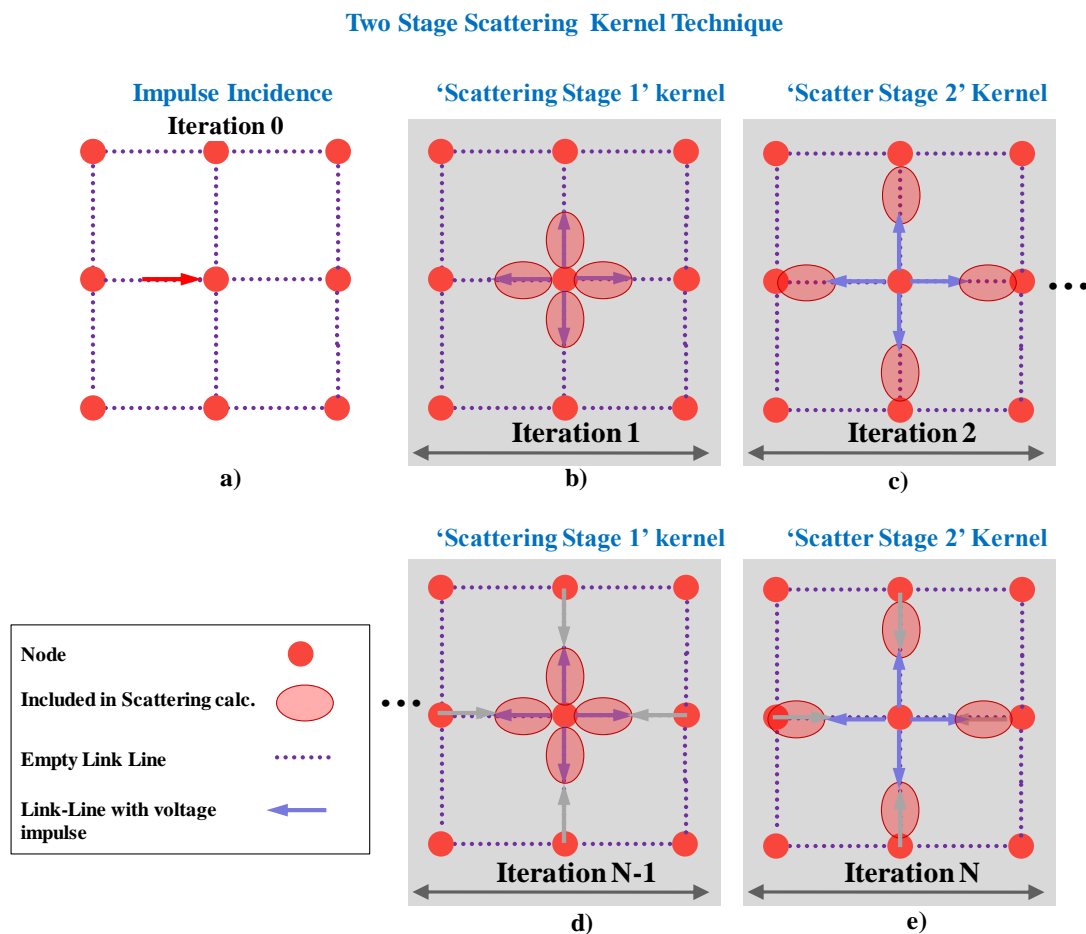 Two Stage Scattering Kernel Technique
Impulse Incidence
Iteration 0
a)
‘Scattering Stage 1’ kernel
Iteration 1
b)
‘Scatter Stage 2’ Kernel
Iteration 2
c)
...
‘Scattering Stage 1’ kernel
...
Iteration N-1
d)
‘Scatter Stage 2’ Kernel
Iteration N
e)
Node
Included in Scattering calc.
Empty Link Line
Link-Line with voltage
impulse